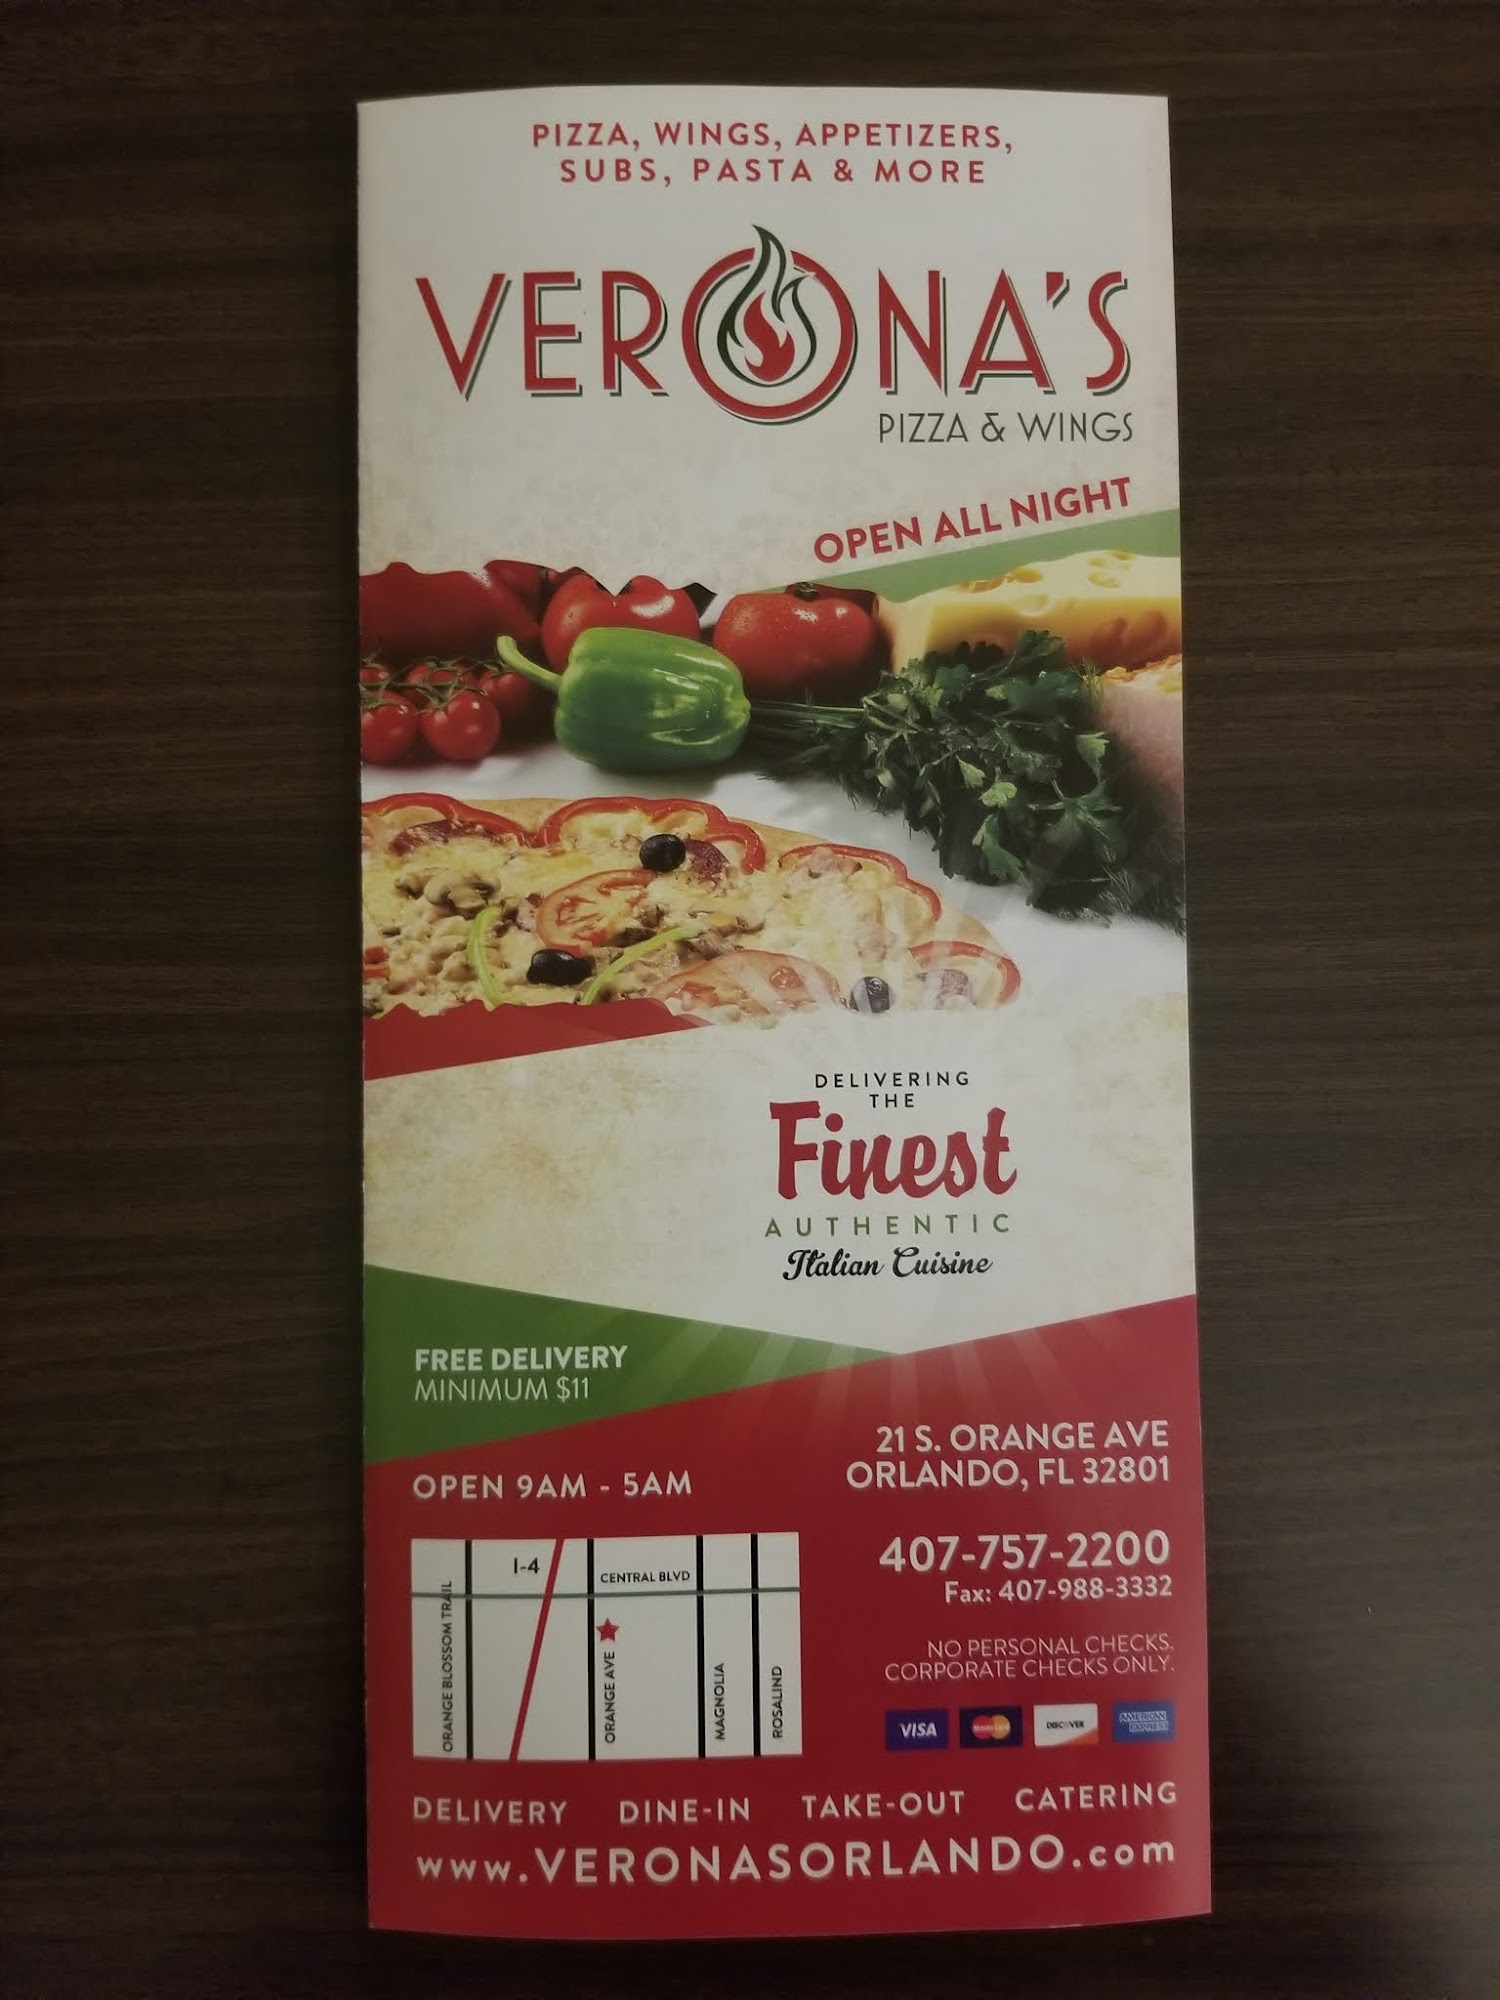 PIZZA, WINGS, APPETIZERS,
SUBS, PASTA & MORE
VERONA'S
PIZZA & WINGS
OPEN ALL NIGHT
DELIVERING
THE
Finest
AUTHENTIC
Italian Cuisine
FREE DELIVERY
MINIMUM $11
OPEN 9AM - 5AM
21 S. ORANGE AVE
ORLANDO, FL 32801
407-757-2200
Fax: 407-988-3332
NO PERSONAL CHECKS.
CORPORATE CHECKS ONLY.
I-4
CENTRAL BLVD
ORANGE BLOSSOM TRAIL
ORANGE AVE
MAGNOLIA
ROSALIND
VISA
MasterCard
DISCOVER
AMERICAN
EXPRESS
DELIVERY DINE-IN TAKE-OUT CATERING
www.VERONASORLANDO.com